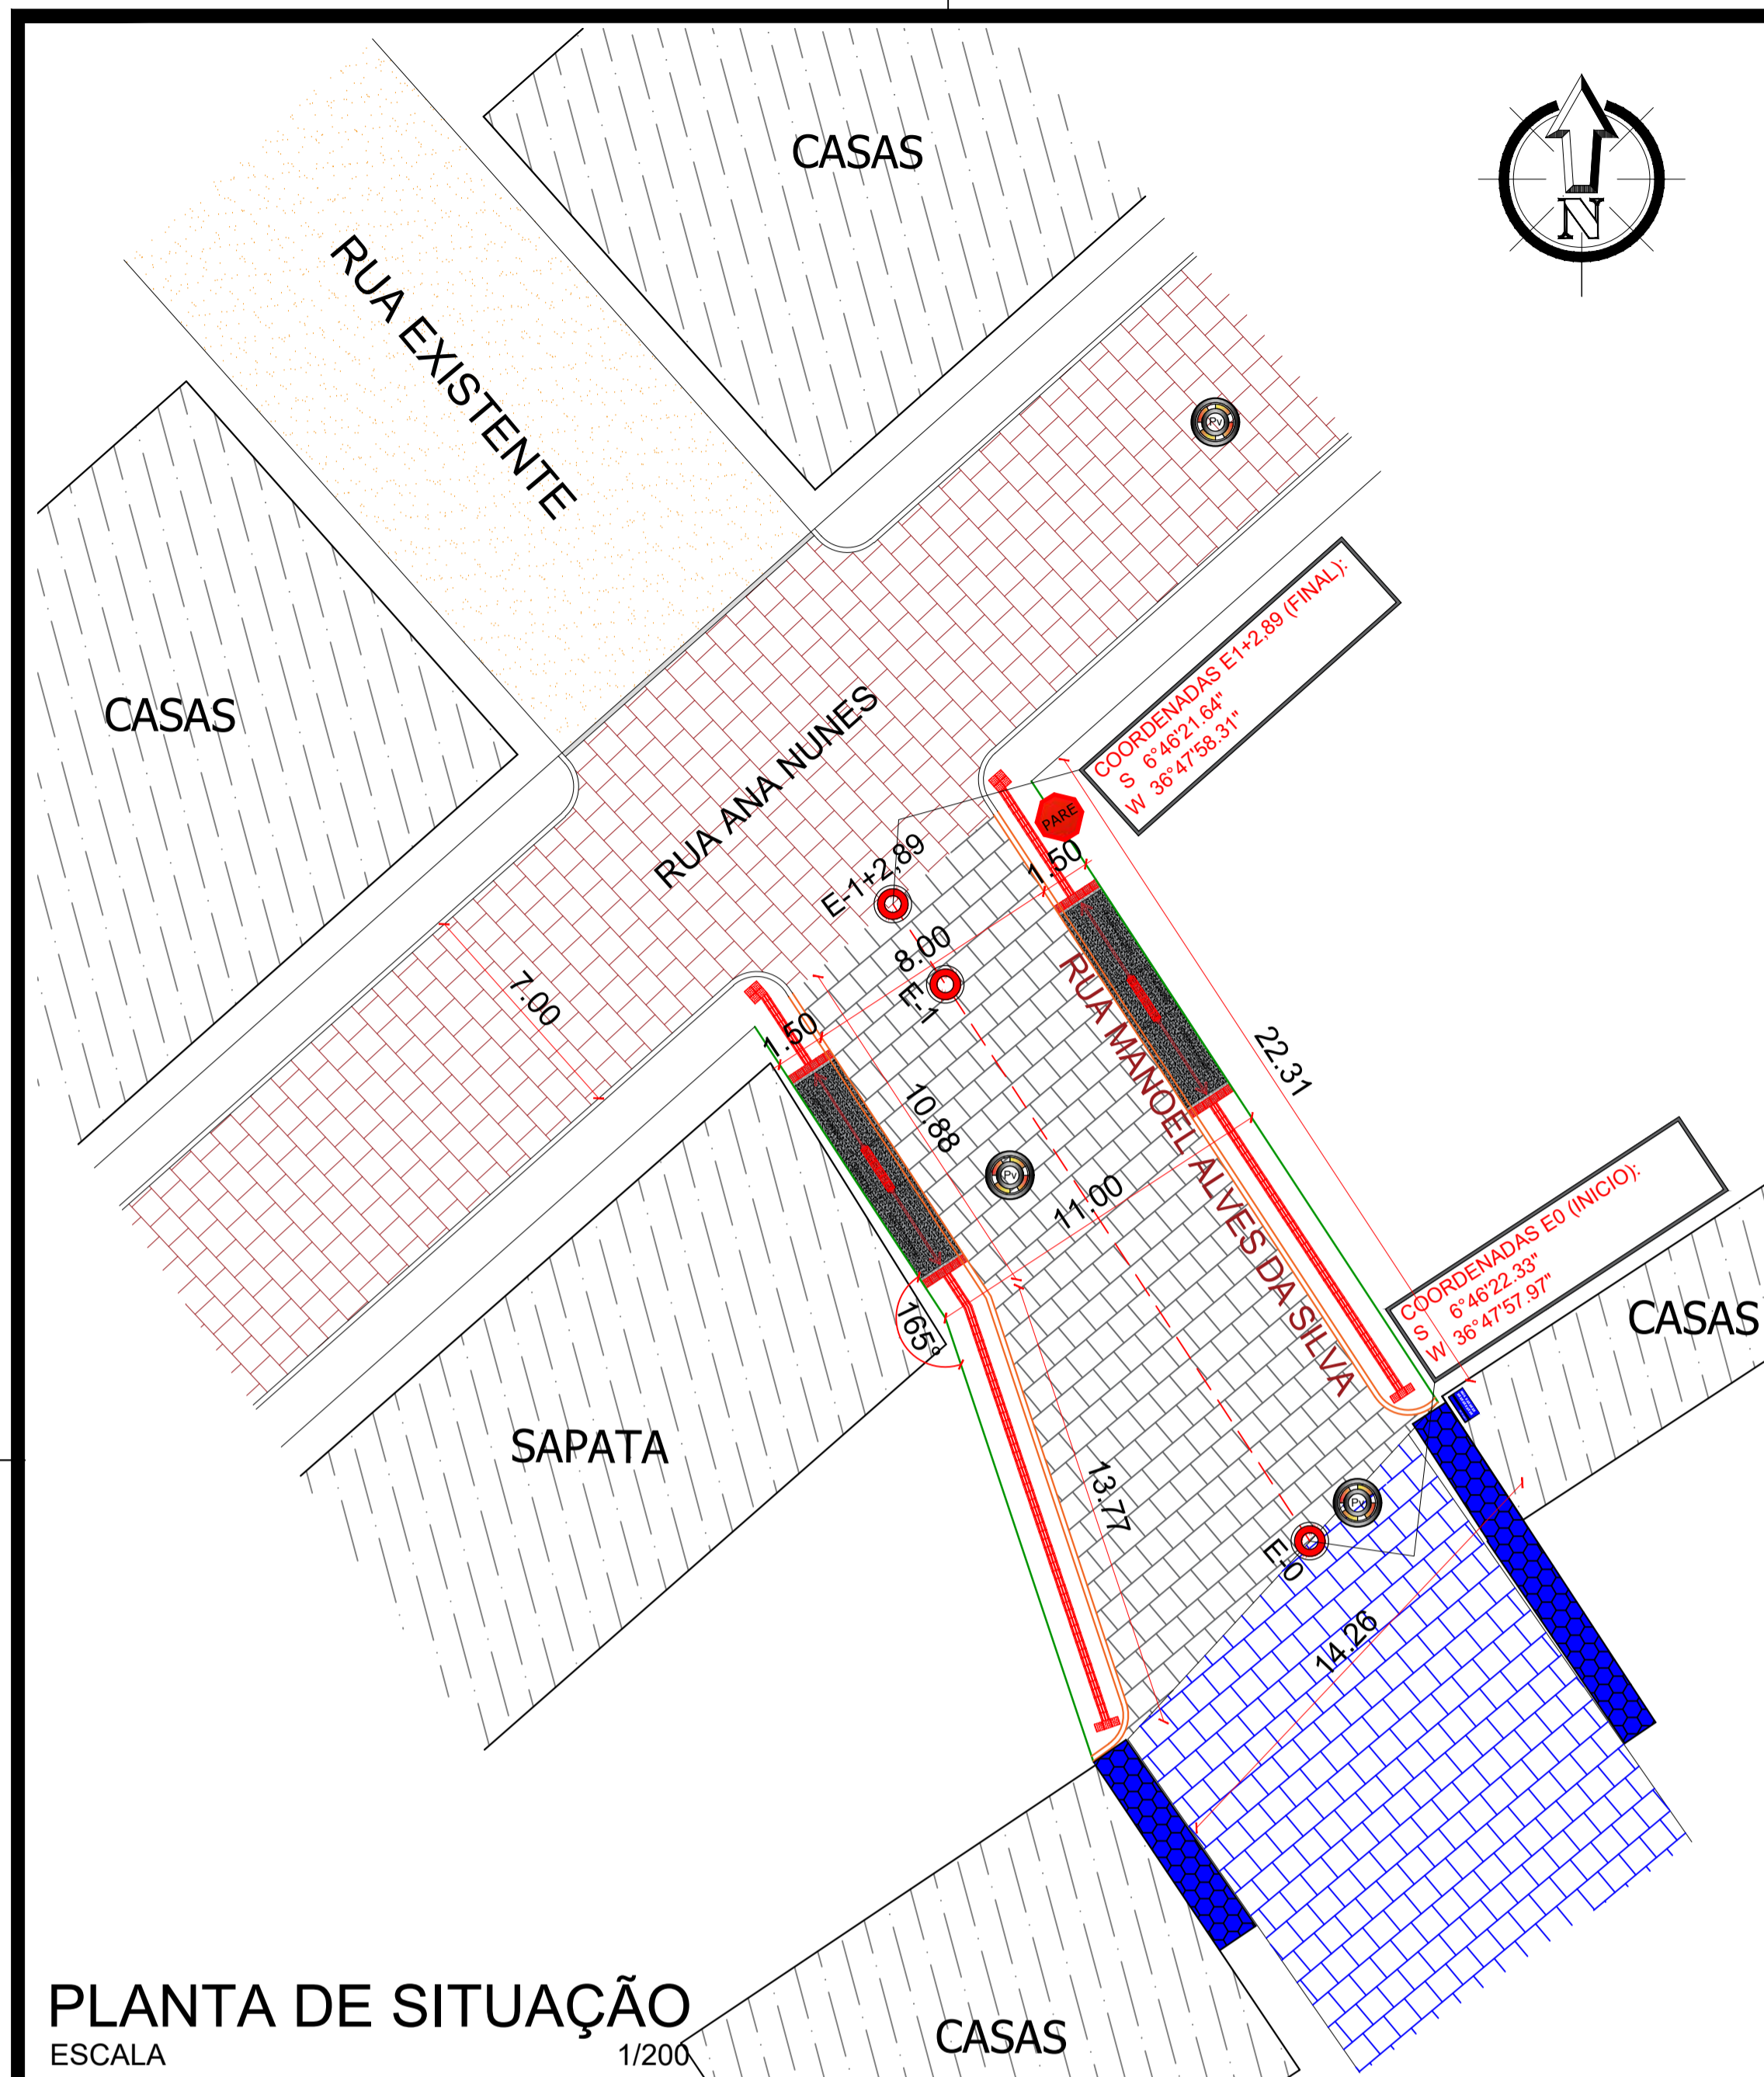 CASAS
N
RUA EXISTENTE
Pv
COORDENADAS E1+2,89 (FINAL):
S 6°46'21.64"
W 36°47'58.31"
CASAS
RUA ANA NUNES
PARE
E-1+2,89
1.50
8.00
E-1
7.00
1.50
RUA MANOEL ALVES DA SILVA
22.31
10.88
Pv
11.00
COORDENADAS E0 (INICIO):
S 6°46'22.33"
W 36°47'57.97"
CASAS
165°
SAPATA
13.77
Pv
E-0
14.26
PLANTA DE SITUAÇÃO
ESCALA 1/200
CASAS